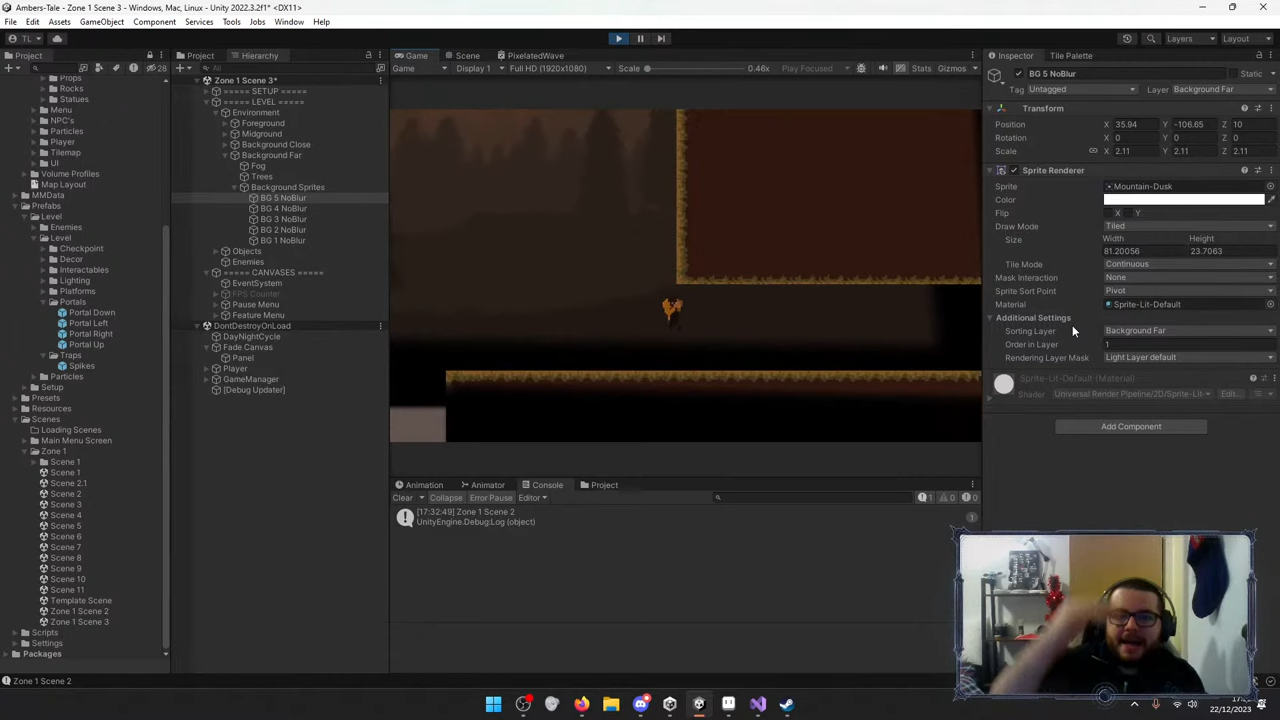 Ambers-Tale - Zone 1 Scene 3 - Windows, Mac, Linux - Unity 2022.3.2f1* <DX11>
File Edit Assets GameObject Component Services Tools Jobs Window Help
TL
Layers
Layout
Project
28
Props
Rocks
Statues
Menu
NPC's
Particles
Player
Tilemap
UI
Volume Profiles
Map Layout
MMData
Prefabs
Level
Enemies
Level
Checkpoint
Decor
Interactables
Lighting
Platforms
Portals
Portal Down
Portal Left
Portal Right
Portal Up
Traps
Spikes
Particles
Setup
Presets
Resources
Scenes
Loading Scenes
Main Menu Screen
Zone 1
Scene 1
Scene 1
Scene 2.1
Scene 2
Scene 3
Scene 4
Scene 5
Scene 6
Scene 7
Scene 8
Scene 9
Scene 10
Scene 11
Template Scene
Zone 1 Scene 2
Zone 1 Scene 3
Scripts
Settings
Packages
Project Hierarchy
All
Zone 1 Scene 3*
===== SETUP =====
===== LEVEL =====
Environment
Foreground
Midground
Background Close
Background Far
Fog
Trees
Background Sprites
BG 5 NoBlur
BG 4 NoBlur
BG 3 NoBlur
BG 2 NoBlur
BG 1 NoBlur
Objects
Enemies
===== CANVASES =====
EventSystem
FPS Counter
Pause Menu
Feature Menu
DontDestroyOnLoad
DayNightCycle
Fade Canvas
Panel
Player
GameManager
[Debug Updater]
Game Scene PixelatedWave
Game Display 1 Full HD (1920x1080) Scale 0.46x Play Focused Stats Gizmos
Animation Animator Console Project
Clear Collapse Error Pause Editor 1 0 0
[17:32:49] Zone 1 Scene 2
UnityEngine.Debug:Log (object)
1
Inspector Tile Palette
BG 5 NoBlur Static
Tag Untagged Layer Background Far
Transform
Position X 35.94 Y -106.65 Z 10
Rotation X 0 Y 0 Z 0
Scale X 2.11 Y 2.11 Z 2.11
Sprite Renderer
Sprite Mountain-Dusk
Color
Flip X Y
Draw Mode Tiled
Size Width Height
81.20056 23.7063
Tile Mode Continuous
Mask Interaction None
Sprite Sort Point Pivot
Material Sprite-Lit-Default
Additional Settings
Sorting Layer Background Far
Order in Layer 1
Rendering Layer Mask Light Layer default
Sprite-Lit-Default (Material)
Shader Universal Render Pipeline/2D/Sprite-Lit- Edit...
Add Component
Zone 1 Scene 2
22/12/2023